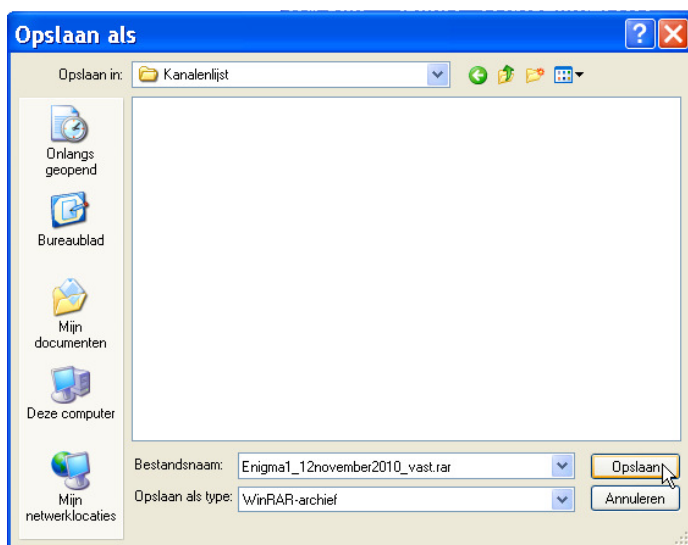 Opslaan als
Opslaan in:
Kanalenlijst
Onlangs
geopend
Bureaublad
Mijn
documenten
Deze computer
Mijn
netwerklocaties
Bestandsnaam:
Enigma1_12november2010_vast.rar
Opslaan
Opslaan als type:
WinRAR-archief
Annuleren